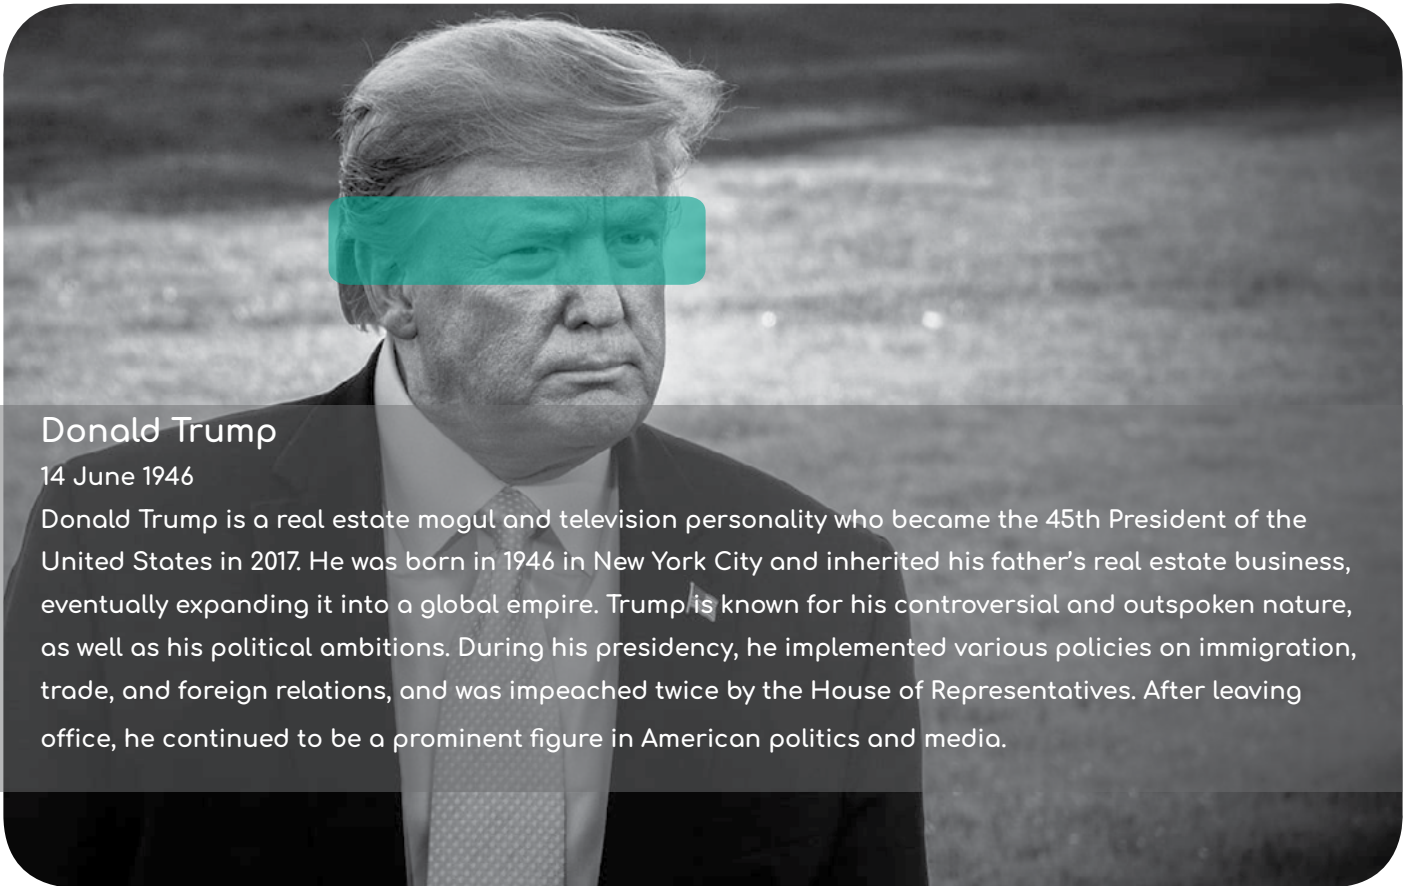 Donald Trump
14 June 1946
Donald Trump is a real estate mogul and television personality who became the 45th President of the
United States in 2017. He was born in 1946 in New York City and inherited his father’s real estate business,
eventually expanding it into a global empire. Trump is known for his controversial and outspoken nature,
as well as his political ambitions. During his presidency, he implemented various policies on immigration,
trade, and foreign relations, and was impeached twice by the House of Representatives. After leaving
office, he continued to be a prominent figure in American politics and media.